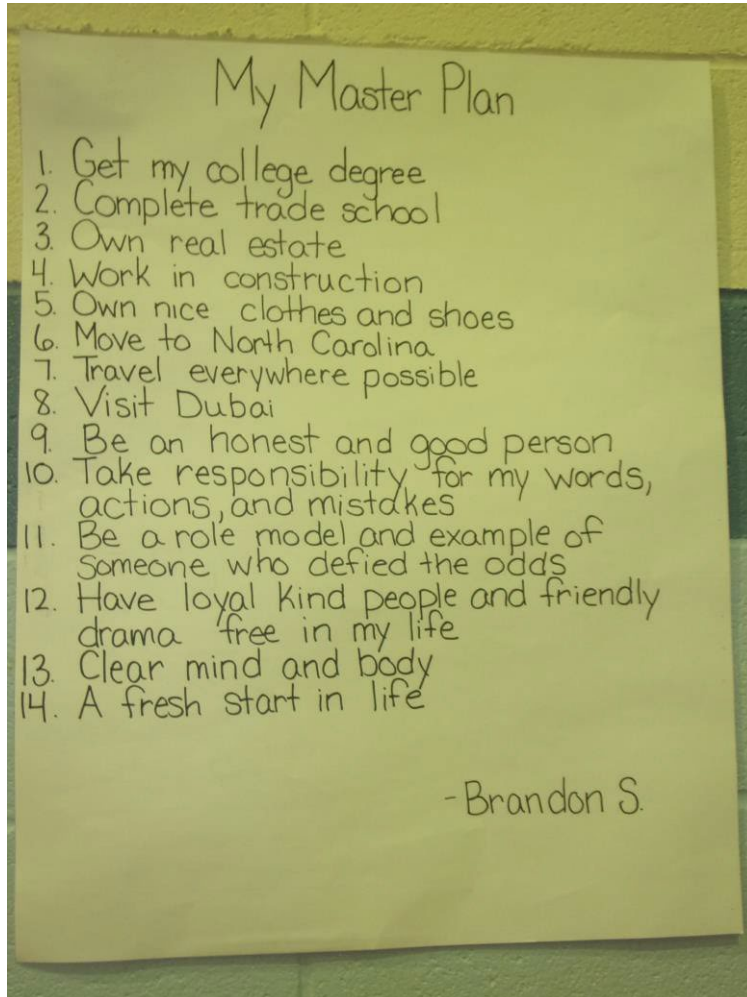 My Master Plan
1. Get my college degree
2. Complete trade school
3. Own real estate
4. Work in construction
5. Own nice clothes and shoes
6. Move to North Carolina
7. Travel everywhere possible
8. Visit Dubai
9. Be an honest and good person
10. Take responsibility for my words,
actions, and mistakes
11. Be a role model and example of
someone who defied the odds
12. Have loyal kind people and friendly
drama free in my life
13. Clear mind and body
14. A fresh start in life
-Brandon S.